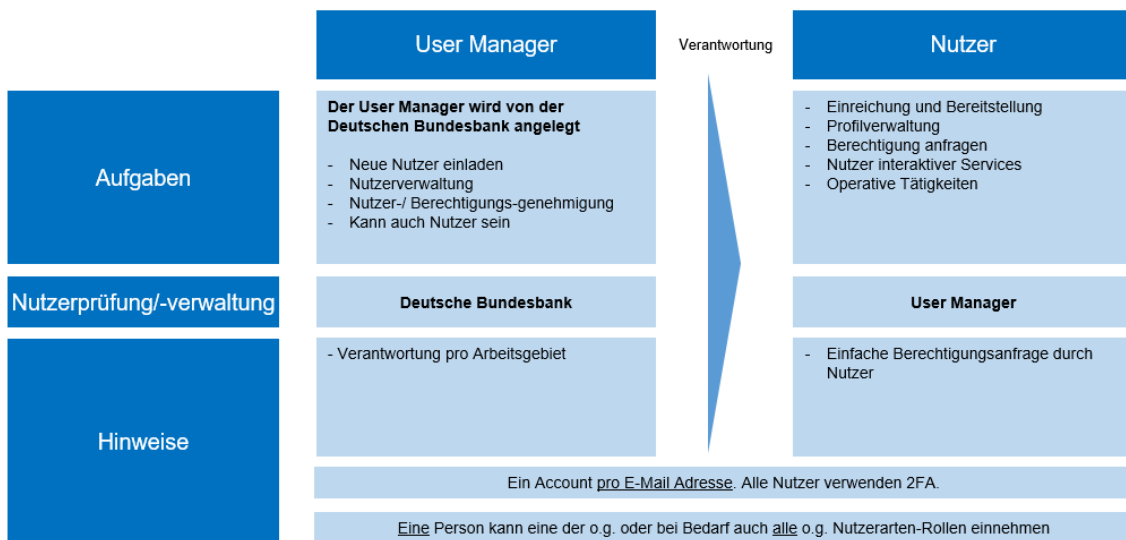 User Manager
Verantwortung
Nutzer
Aufgaben
Der User Manager wird von der
Deutschen Bundesbank angelegt
- Neue Nutzer einladen
- Nutzerverwaltung
- Nutzer-/ Berechtigungs-genehmigung
- Kann auch Nutzer sein
- Einreichung und Bereitstellung
- Profilverwaltung
- Berechtigung anfragen
- Nutzer interaktiver Services
- Operative Tätigkeiten
Nutzerprüfung/-verwaltung
Deutsche Bundesbank
User Manager
Hinweise
- Verantwortung pro Arbeitsgebiet
- Einfache Berechtigungsanfrage durch
Nutzer
Ein Account pro E-Mail Adresse. Alle Nutzer verwenden 2FA.
Eine Person kann eine der o.g. oder bei Bedarf auch alle o.g. Nutzerarten-Rollen einnehmen